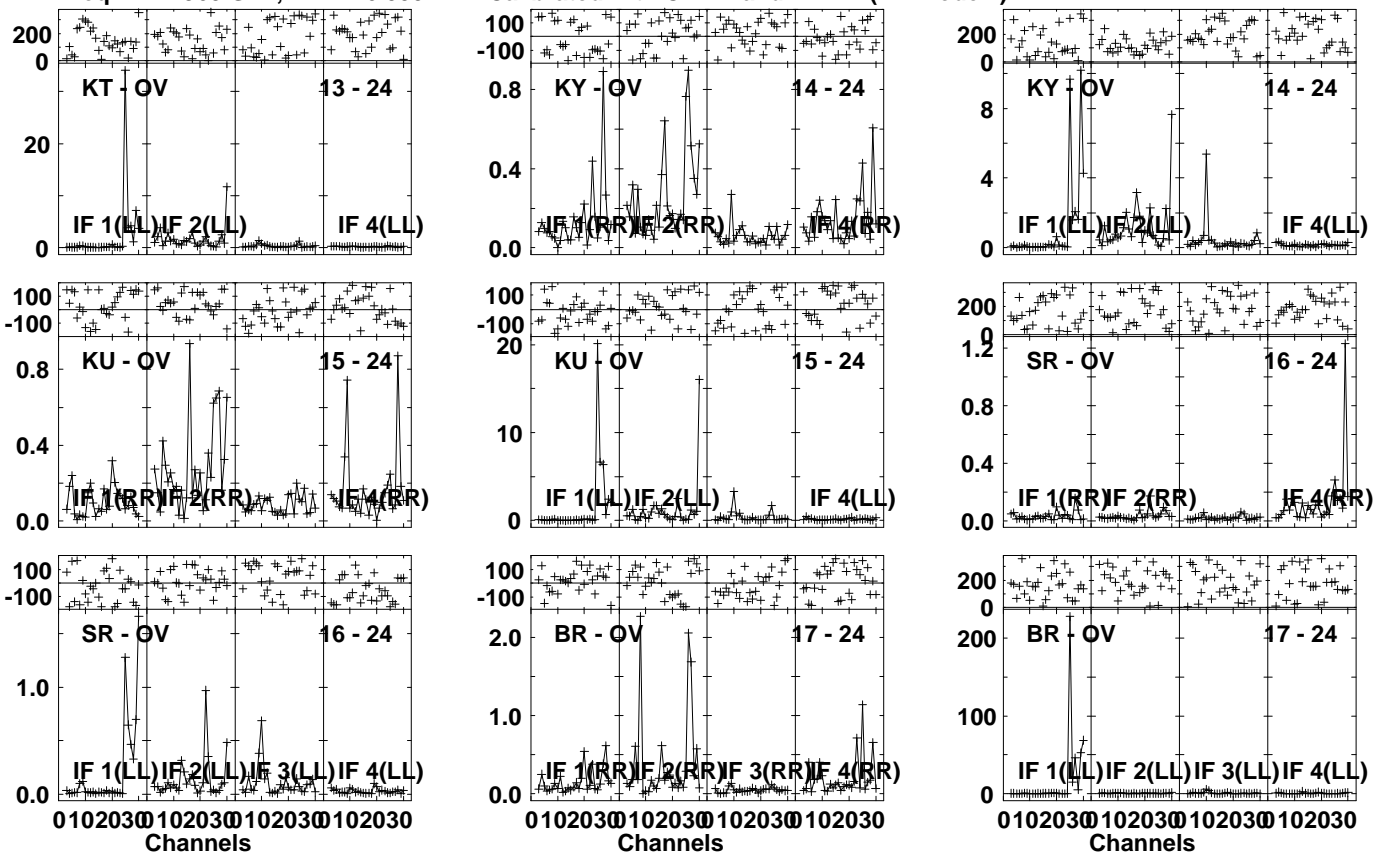 200
0
KT - OV
13 - 24
20
0
IF 1(LL)
IF 2(LL)
IF 4(LL)
100
-100
KY - OV
14 - 24
0.8
0.4
0.0
IF 1(RR)
IF 2(RR)
IF 4(RR)
200
0
KY - OV
14 - 24
8
4
0
IF 1(LL)
IF 2(LL)
IF 4(LL)
100
-100
KU - OV
15 - 24
0.8
0.4
0.0
IF 1(RR)
IF 2(RR)
IF 4(RR)
100
-100
20
KU - OV
15 - 24
10
0
IF 1(LL)
IF 2(LL)
IF 4(LL)
200
0
1.2
SR - OV
16 - 24
0.8
0.4
0.0
IF 1(RR)
IF 2(RR)
IF 4(RR)
100
-100
SR - OV
16 - 24
1.0
0.0
IF 1(LL)
IF 2(LL)
IF 3(LL)
IF 4(LL)
0102030
0102030
0102030
0102030
Channels
100
-100
2.0
BR - OV
17 - 24
1.0
0.0
IF 1(RR)
IF 2(RR)
IF 3(RR)
IF 4(RR)
0102030
0102030
0102030
0102030
Channels
200
0
200
BR - OV
17 - 24
100
0
IF 1(LL)
IF 2(LL)
IF 3(LL)
IF 4(LL)
0102030
0102030
0102030
0102030
Channels